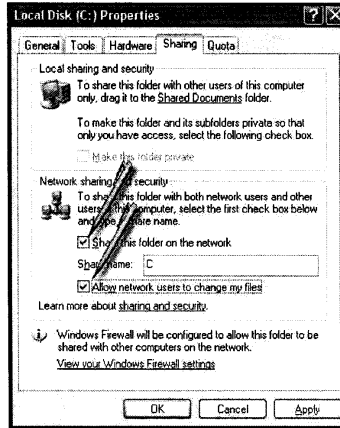 Local Disk (C:) Properties
General Tools Hardware Sharing Quota
Local sharing and security
To share this folder with other users of this computer
only, drag it to the Shared Documents folder.
To make this folder and its subfolders private so that
only you have access, select the following check box.
Make this folder private
Network sharing and security
To share this folder with both network users and other
users of this computer, select the first check box below
and type a share name.
Share this folder on the network
Share name: C
Allow network users to change my files
Learn more about sharing and security.
Windows Firewall will be configured to allow this folder to be
shared with other computers on the network.
View your Windows Firewall settings
OK Cancel Apply